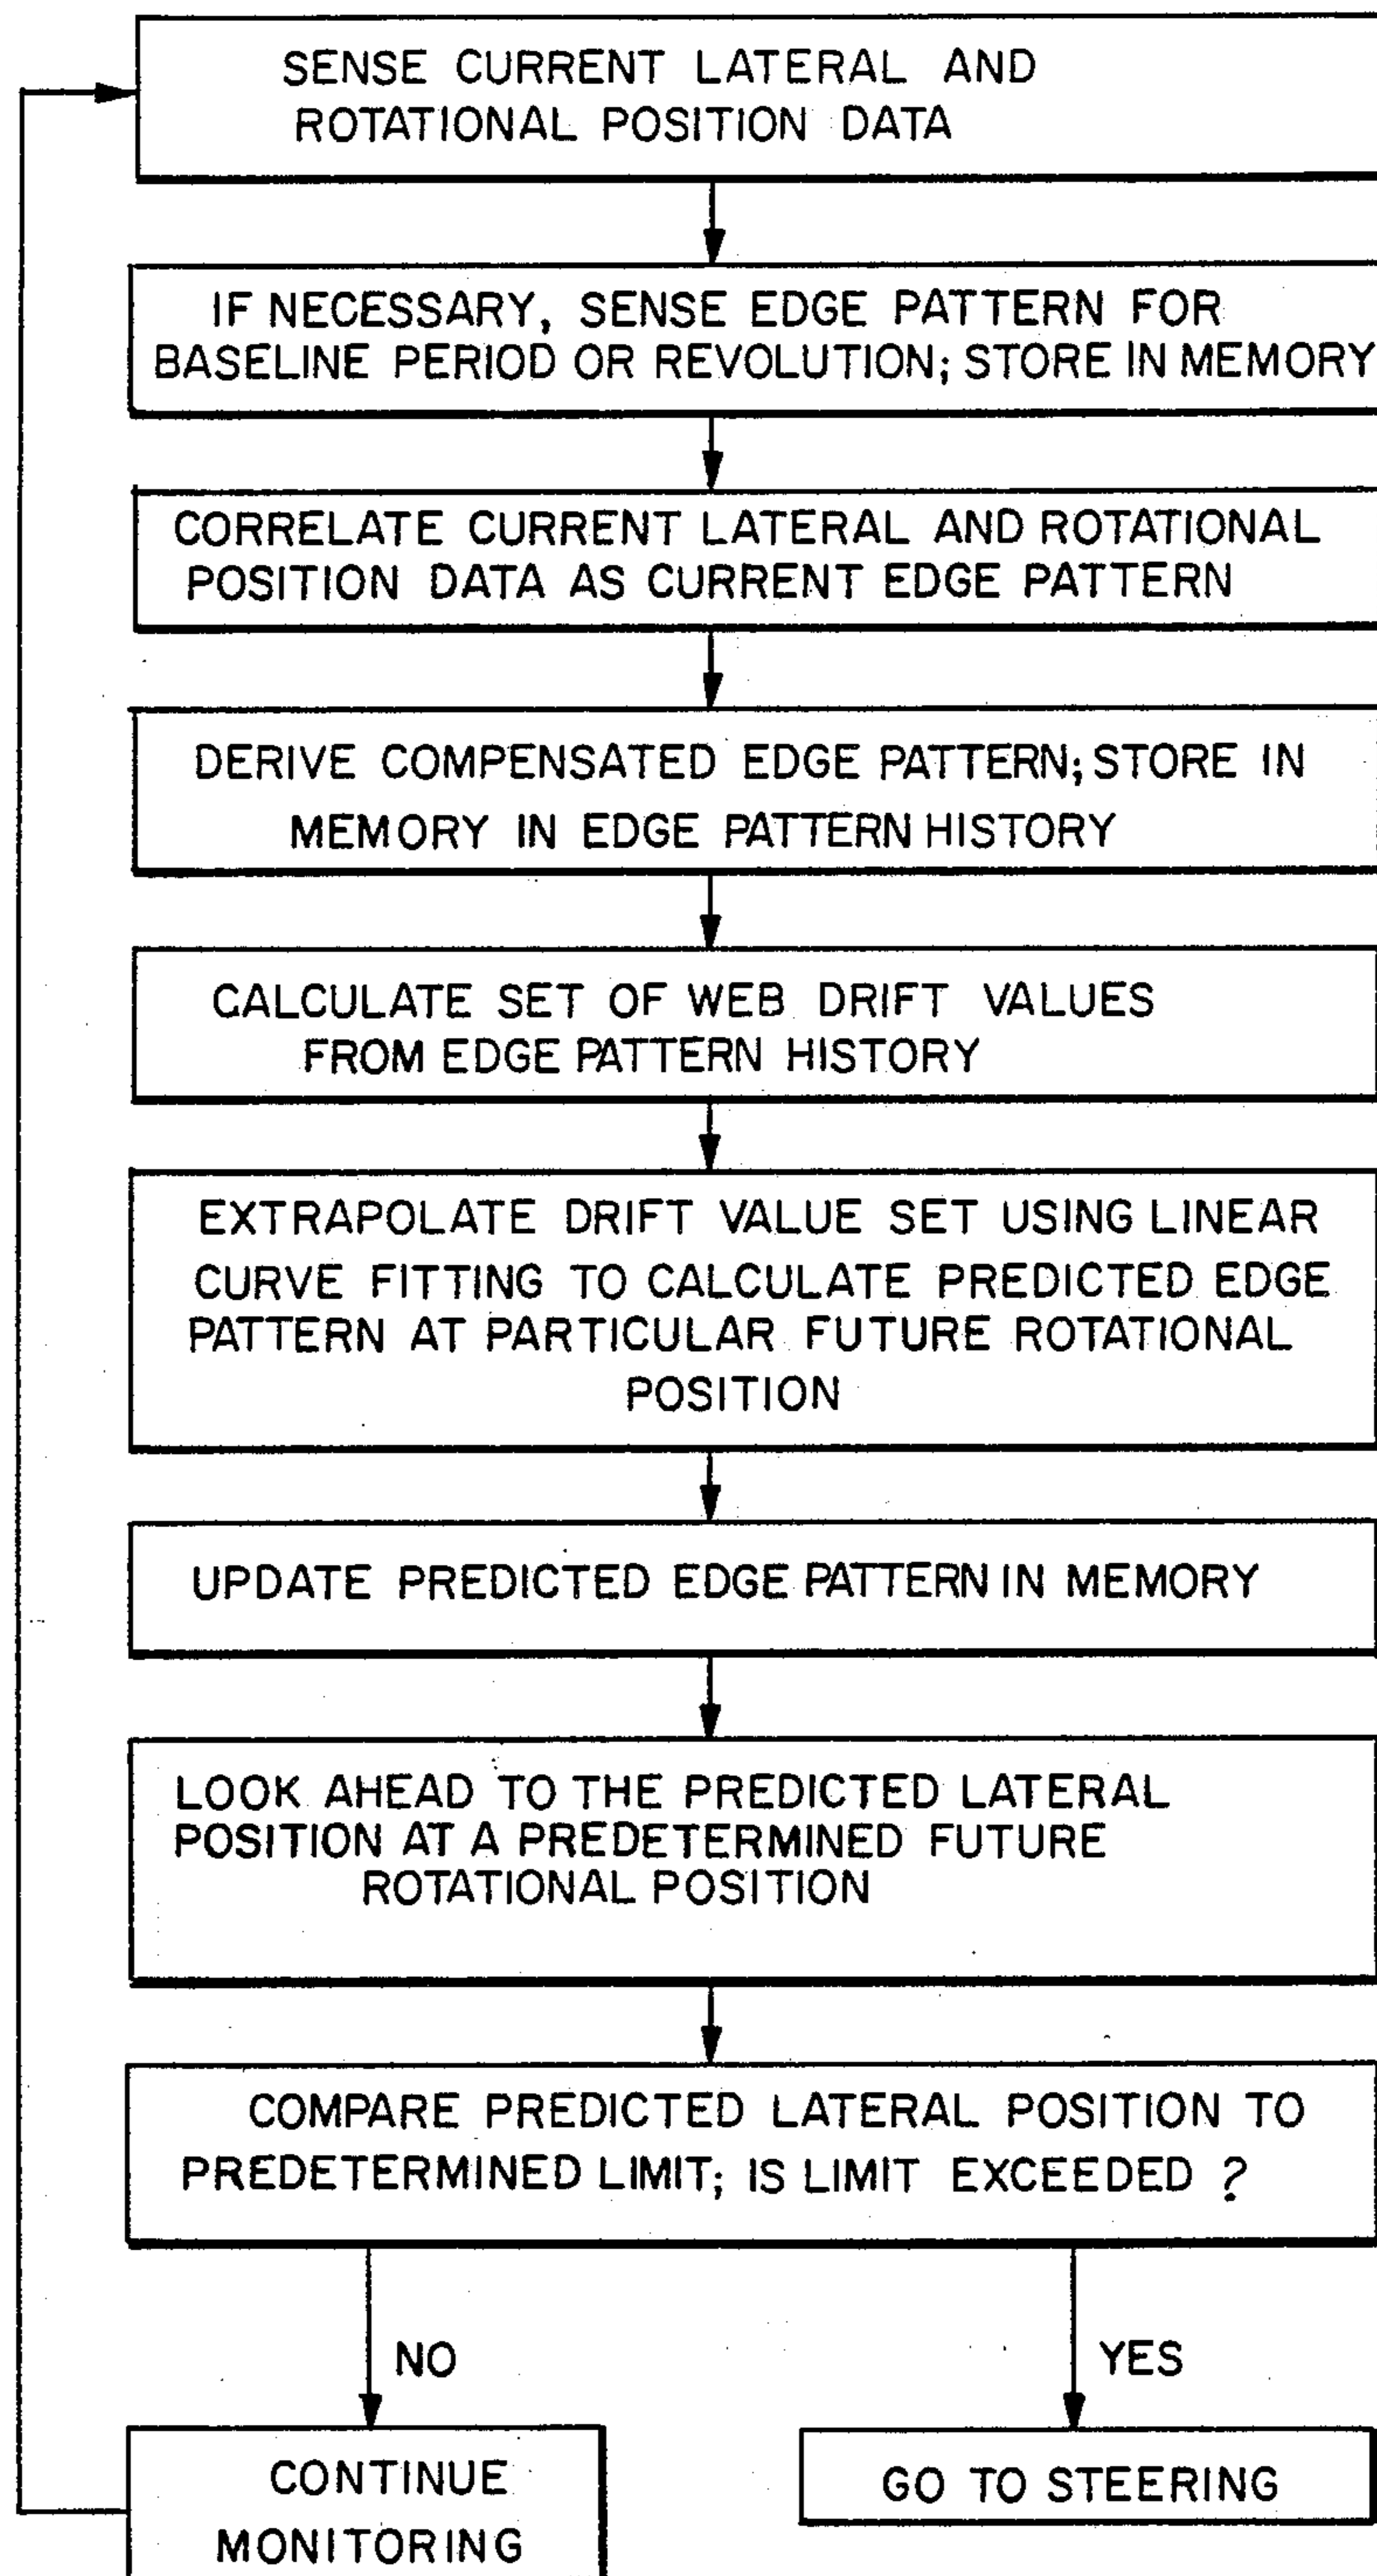 SENSE CURRENT LATERAL AND
ROTATIONAL POSITION DATA
IF NECESSARY, SENSE EDGE PATTERN FOR
BASELINE PERIOD OR REVOLUTION; STORE IN MEMORY
CORRELATE CURRENT LATERAL AND ROTATIONAL
POSITION DATA AS CURRENT EDGE PATTERN
DERIVE COMPENSATED EDGE PATTERN; STORE IN
MEMORY IN EDGE PATTERN HISTORY
CALCULATE SET OF WEB DRIFT VALUES
FROM EDGE PATTERN HISTORY
EXTRAPOLATE DRIFT VALUE SET USING LINEAR
CURVE FITTING TO CALCULATE PREDICTED EDGE
PATTERN AT PARTICULAR FUTURE ROTATIONAL
POSITION
UPDATE PREDICTED EDGE PATTERN IN MEMORY
LOOK AHEAD TO THE PREDICTED LATERAL
POSITION AT A PREDETERMINED FUTURE
ROTATIONAL POSITION
COMPARE PREDICTED LATERAL POSITION TO
PREDETERMINED LIMIT; IS LIMIT EXCEEDED ?
NO
YES
CONTINUE
MONITORING
GO TO STEERING